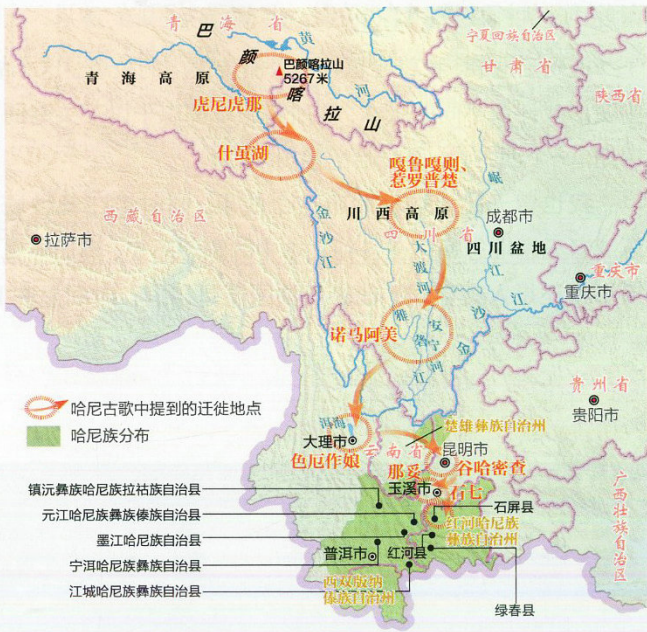 青海省
宁夏回族自治区
甘肃省
陕西省
巴颜喀拉山
黄河
巴颜喀拉山
5267米
青海高原
虎尼虎那
什虽湖
嘎鲁嘎则、
惹罗普楚
岷江
西藏自治区
金沙江
川西高原
成都市
四川省
四川盆地
拉萨市
大渡河
重庆市
重庆市
诺马阿美
雅砻江
安宁河
金沙江
贵州省
贵阳市
哈尼古歌中提到的迁徙地点
哈尼族分布
洱海
大理市
楚雄彝族自治州
云南省
昆明市
色厄作娘
那妥
谷哈密查
玉溪市
石七
广西壮族自治区
镇沅彝族哈尼族拉祜族自治县
石屏县
元江哈尼族彝族傣族自治县
红河哈尼族
彝族自治州
墨江哈尼族自治县
普洱市
红河县
宁洱哈尼族彝族自治县
西双版纳
傣族自治州
江城哈尼族彝族自治县
绿春县